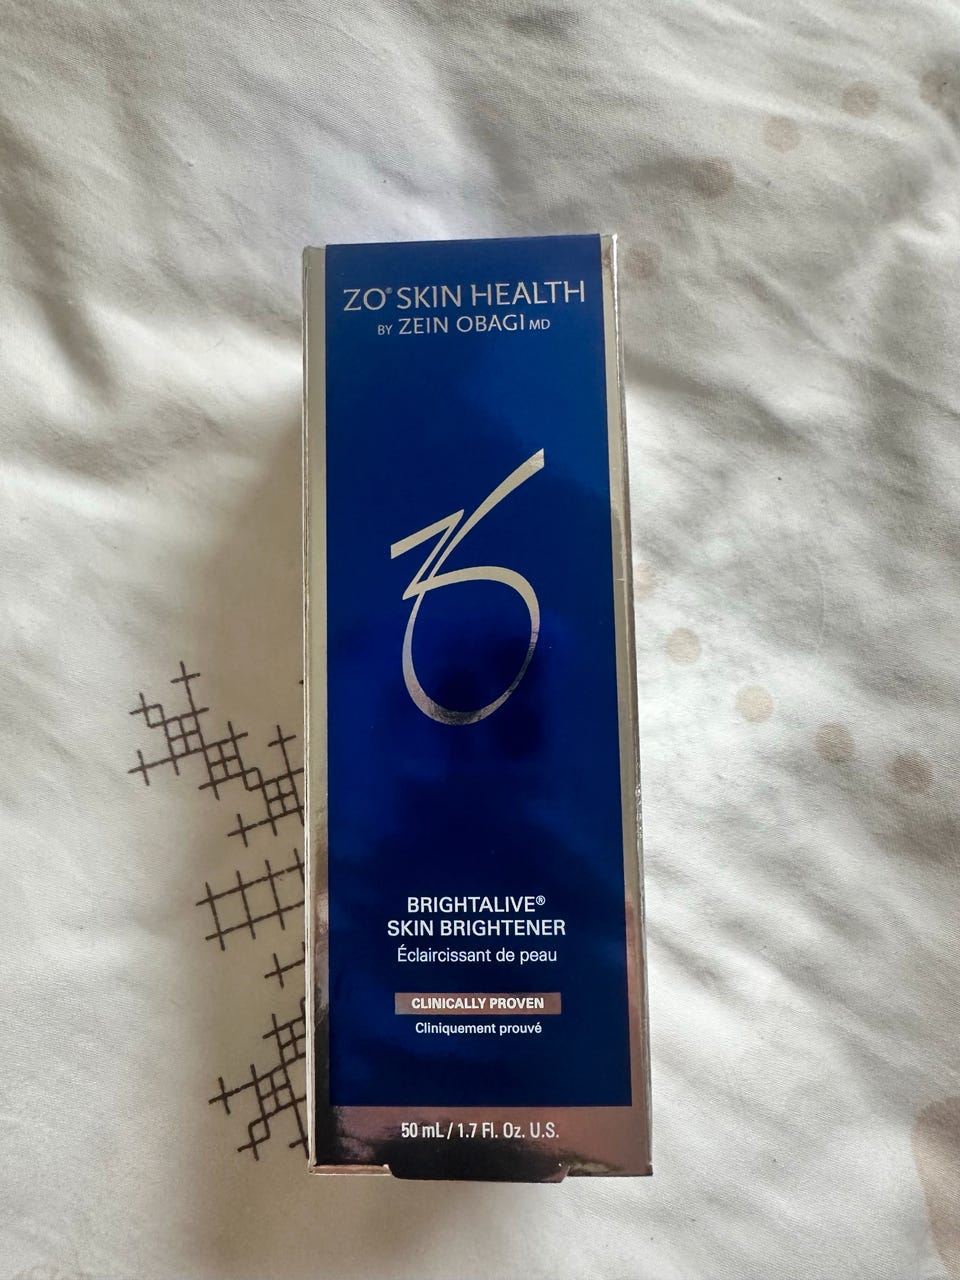 ZO® SKIN HEALTH
BY ZEIN OBAGI MD
BRIGHTALIVE®
SKIN BRIGHTENER
Éclaircissant de peau
CLINICALLY PROVEN
Cliniquement prouvé
50 mL / 1.7 Fl. Oz. U.S.